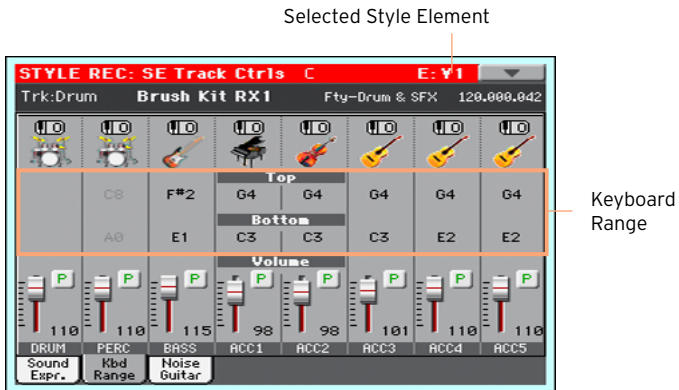 Selected Style Element
STYLE REC: SE Track Ctrls C E: V1
Trk:Drum Brush Kit RX1 Fty-Drum & SFX 120.000.042
Top
C8 F#2 G4 G4 G4 G4 G4
Bottom
A0 E1 C3 C3 C3 E2 E2
Keyboard
Range
Volume
P P P P P P P P
110 110 115 98 98 101 110 110
DRUM PERC BASS ACC1 ACC2 ACC3 ACC4 ACC5
Sound Expr. Kbd Range Noise Guitar